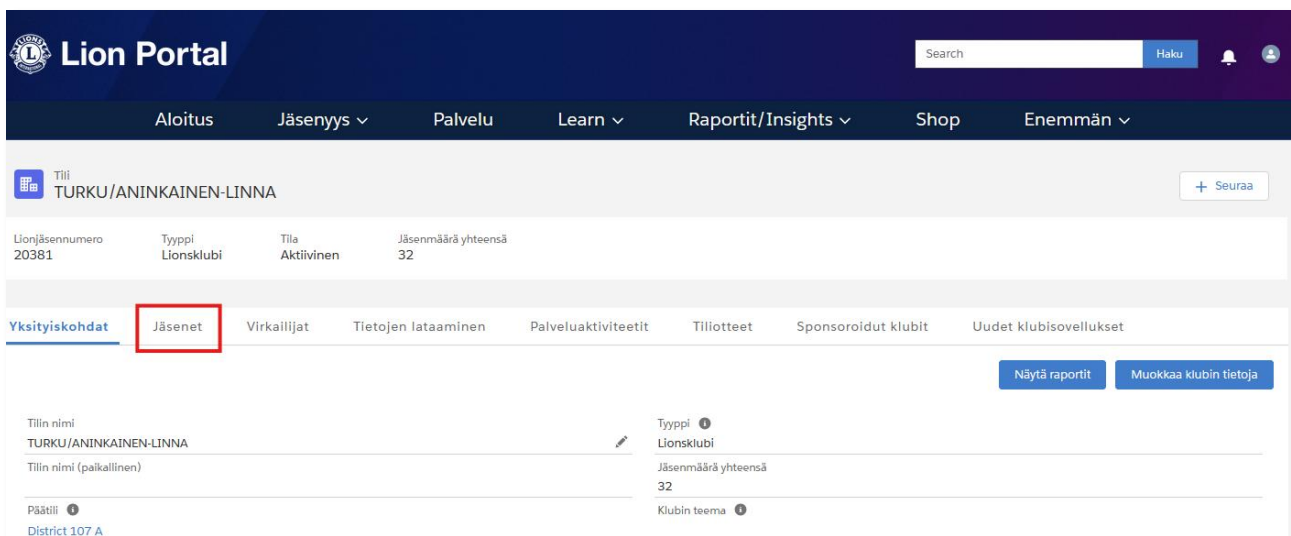 LIONS
L
Lion Portal
Search Haku
Aloitus Jäsenyys Palvelu Learn Raportit/Insights Shop Enemmän
Tili
TURKU/ANINKAINEN-LINNA
+ Seuraa
Lionjäsennumero Tyyppi Tila Jäsenmäärä yhteensä
20381 Lionsklubi Aktiivinen 32
Yksityiskohdat Jäsenet Virkailijat Tietojen lataaminen Palveluaktiviteetit Tiliotteet Sponsoroidut klubit Uudet klubisovellukset
Näytä raportit Muokkaa klubin tietoja
Tilin nimi Tyyppi
TURKU/ANINKAINEN-LINNA Lionsklubi
Tilin nimi (paikallinen) Jäsenmäärä yhteensä
32
Päätili Klubin teema
District 107 A